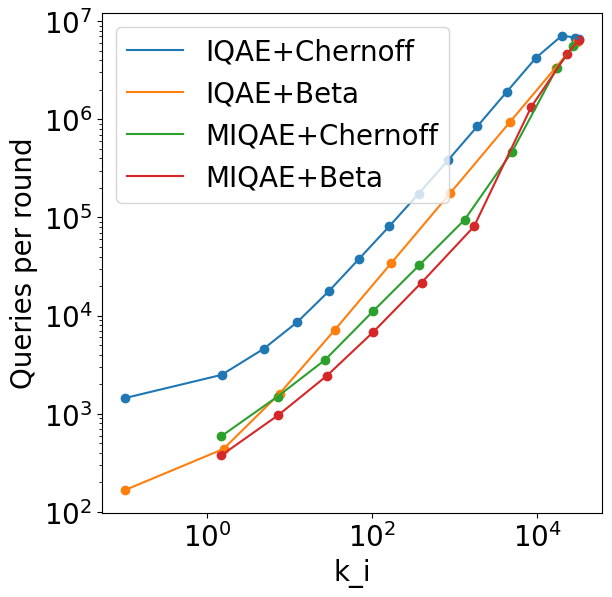 IQAE+Chernoff
IQAE+Beta
MIQAE+Chernoff
MIQAE+Beta
Queries per round
10^7
10^6
10^5
10^4
10^3
10^2
10^0 10^2 10^4
k_i